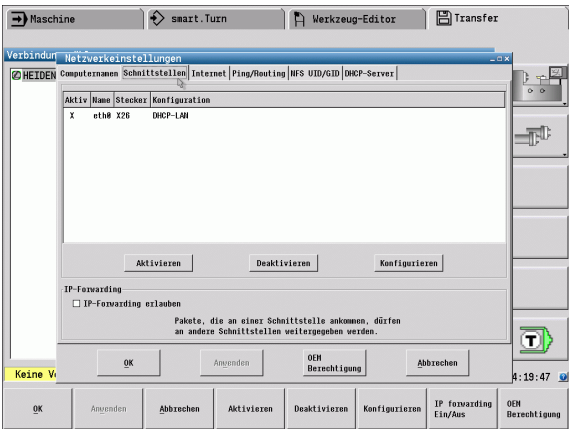 Maschine
smart.Turn
Werkzeug-Editor
Transfer
Netzwerkeinstellungen
HEIDEN
Computernamen
Schnittstellen
Internet
Ping/Routing
NFS UID/GID
DHCP-Server
Aktiv Name Stecker Konfiguration
X eth0 X26 DHCP-LAN
Aktivieren
Deaktivieren
Konfigurieren
IP-Forwarding
IP-Forwarding erlauben
Pakete, die an einer Schnittstelle ankommen, dürfen
an andere Schnittstellen weitergegeben werden.
T
OK
Anwenden
OEM
Berechtigung
Abbrechen
Keine
4:19:47
OK
Anwenden
Abbrechen
Aktivieren
Deaktivieren
Konfigurieren
IP forwarding
Ein/Aus
OEM
Berechtigung